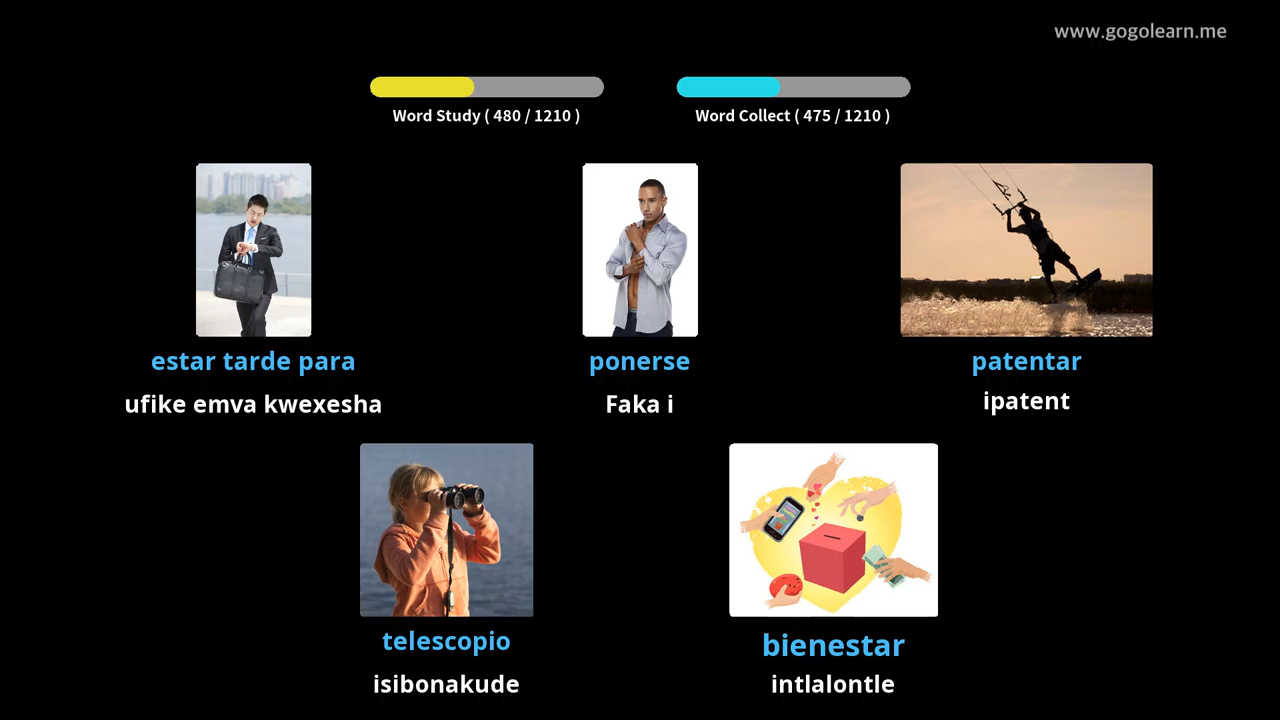 www.gogolearn.me
Word Study ( 480 / 1210 )
Word Collect ( 475 / 1210 )
estar tarde para
ufike emva kwexesha
ponerse
Faka i
patentar
ipatent
telescopio
isibonakude
bienestar
intlalontle